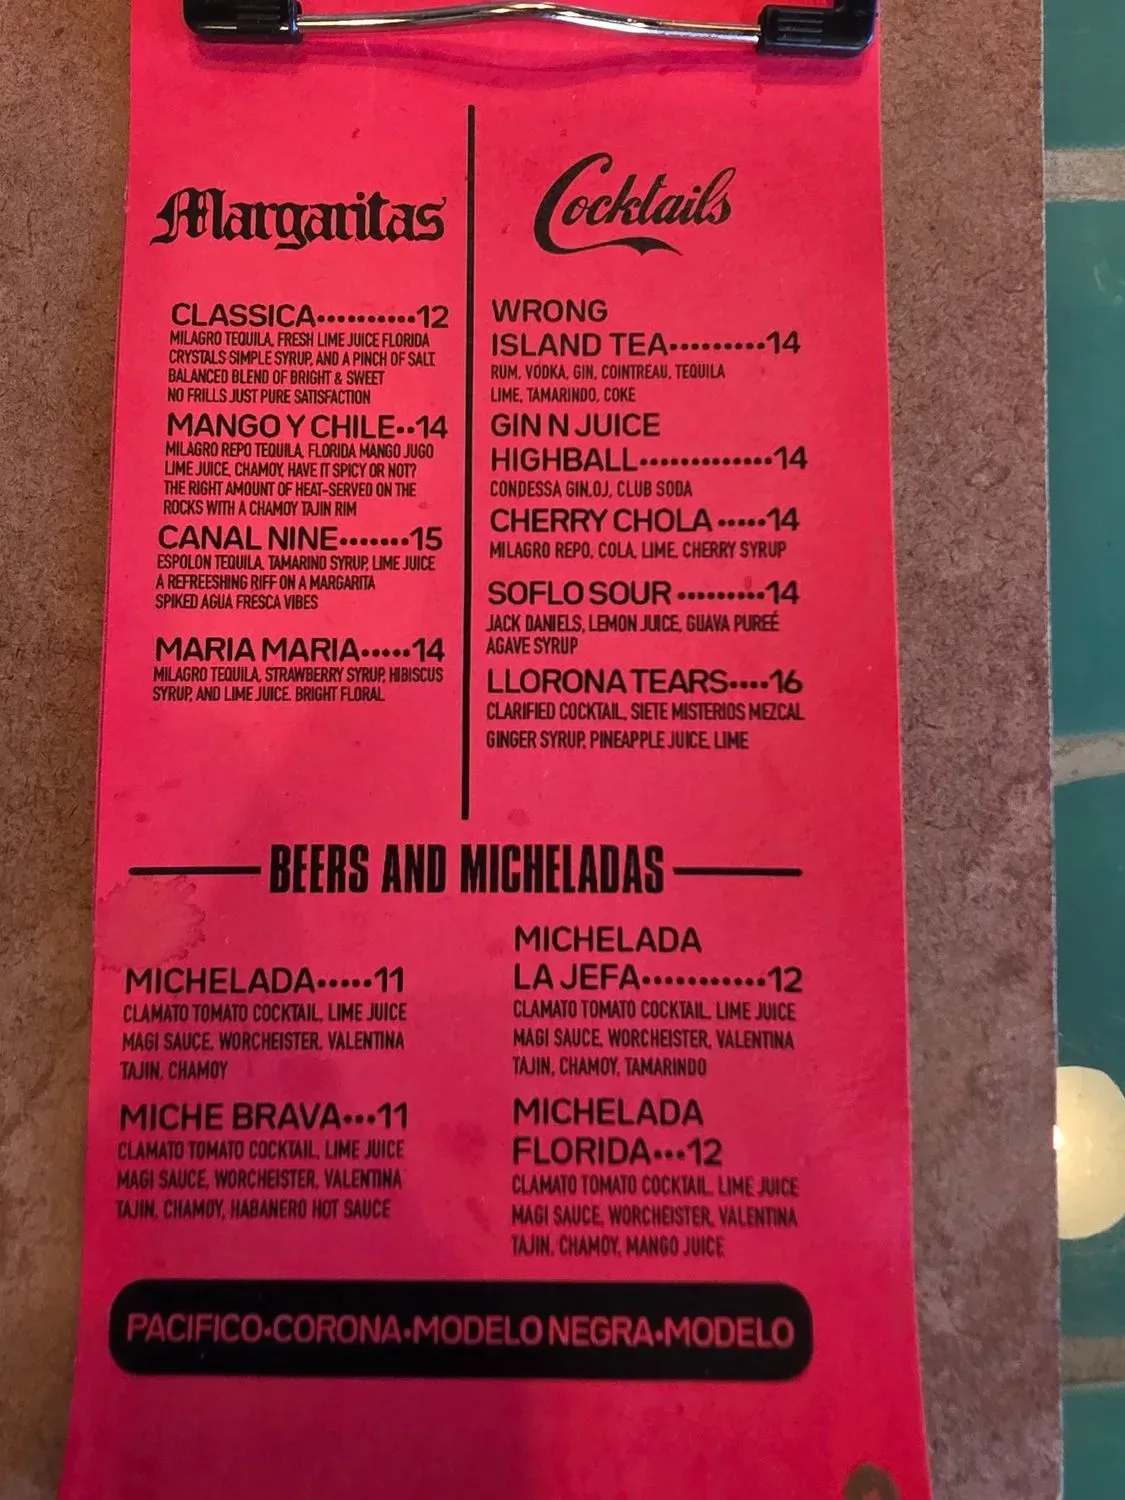 Margaritas
CLASSICA..........12
MILAGRO TEQUILA, FRESH LIME JUICE FLORIDA
CRYSTALS SIMPLE SYRUP, AND A PINCH OF SALT.
BALANCED BLEND OF BRIGHT & SWEET
NO FRILLS JUST PURE SATISFACTION
MANGO Y CHILE..14
MILAGRO REPO TEQUILA, FLORIDA MANGO JUGO
LIME JUICE, CHAMOY, HAVE IT SPICY OR NOT?
THE RIGHT AMOUNT OF HEAT-SERVED ON THE
ROCKS WITH A CHAMOY TAJIN RIM
CANAL NINE.......15
ESPOLON TEQUILA, TAMARIND SYRUP, LIME JUICE
A REFREESHING RIFF ON A MARGARITA
SPIKED AGUA FRESCA VIBES
MARIA MARIA.....14
MILAGRO TEQUILA, STRAWBERRY SYRUP, HIBISCUS
SYRUP, AND LIME JUICE. BRIGHT FLORAL
Cocktails
WRONG
ISLAND TEA.........14
RUM, VODKA, GIN, COINTREAU, TEQUILA
LIME, TAMARINDO, COKE
GIN N JUICE
HIGHBALL.............14
CONDESSA GIN,OJ, CLUB SODA
CHERRY CHOLA.....14
MILAGRO REPO, COLA, LIME, CHERRY SYRUP
SOFLO SOUR.........14
JACK DANIELS, LEMON JUICE, GUAVA PUREÉ
AGAVE SYRUP
LLORONA TEARS....16
CLARIFIED COCKTAIL, SIETE MISTERIOS MEZCAL
GINGER SYRUP, PINEAPPLE JUICE, LIME
BEERS AND MICHELADAS
MICHELADA.....11
CLAMATO TOMATO COCKTAIL, LIME JUICE
MAGI SAUCE, WORCHEISTER, VALENTINA
TAJIN, CHAMOY
MICHE BRAVA...11
CLAMATO TOMATO COCKTAIL, LIME JUICE
MAGI SAUCE, WORCHEISTER, VALENTINA
TAJIN, CHAMOY, HABANERO HOT SAUCE
MICHELADA
LA JEFA...........12
CLAMATO TOMATO COCKTAIL, LIME JUICE
MAGI SAUCE, WORCHEISTER, VALENTINA
TAJIN, CHAMOY, TAMARINDO
MICHELADA
FLORIDA...12
CLAMATO TOMATO COCKTAIL, LIME JUICE
MAGI SAUCE, WORCHEISTER, VALENTINA
TAJIN, CHAMOY, MANGO JUICE
PACIFICO•CORONA•MODELO NEGRA•MODELO